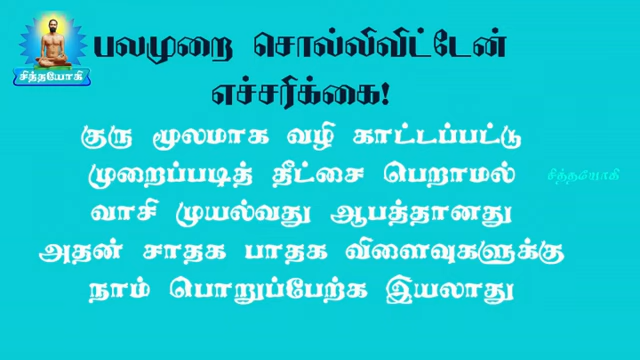 பலமுறை சொல்லிவிட்டேன்
எச்சரிக்கை!
சித்தயோகி
குரு மூலமாக வழி காட்டப்பட்டு
முறைப்படித் தீட்சை பெறாமல்
சித்தயோகி
வாசி முயல்வது ஆபத்தானது
அதன் சாதக பாதக விளைவுகளுக்கு
நாம் பொறுப்பேற்க இயலாது